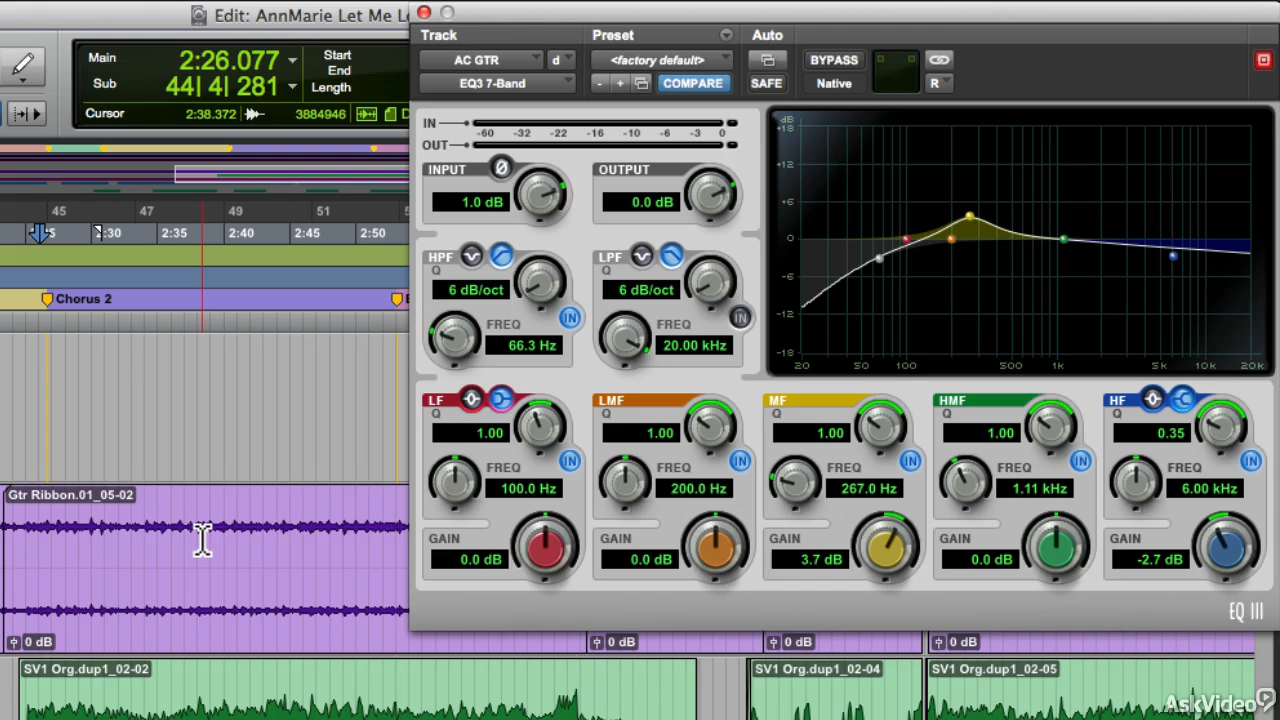 Edit: AnnMarie Let Me L
Main 2:26.077
Sub 44| 4| 281
Start
End
Length
Cursor 2:38.372 3884946
45 47 49 51
2:30 2:35 2:40 2:45 2:50
Chorus 2
Gtr Ribbon.01_05-02
0 dB 0 dB 0 dB 0 dB
SV1 Org.dup1_02-02 SV1 Org.dup1_02-04 SV1 Org.dup1_02-05
Track Preset Auto
AC GTR d <factory default> BYPASS
EQ3 7-Band - + COMPARE SAFE Native R
IN
-60 -32 -22 -16 -10 -6 -3 0
OUT
INPUT Ø OUTPUT
1.0 dB 0.0 dB
HPF LPF
Q Q
6 dB/oct 6 dB/oct
IN IN
FREQ FREQ
66.3 Hz 20.00 kHz
dB
+18
+12
+6
0
-6
-12
-18
20 50 100 500 1k 5k 10k 20k
LF LMF MF HMF HF
Q Q Q Q Q
1.00 1.00 1.00 1.00 0.35
IN IN IN IN IN
FREQ FREQ FREQ FREQ FREQ
100.0 Hz 200.0 Hz 267.0 Hz 1.11 kHz 6.00 kHz
GAIN GAIN GAIN GAIN GAIN
0.0 dB 0.0 dB 3.7 dB 0.0 dB -2.7 dB
EQ III
AskVideo